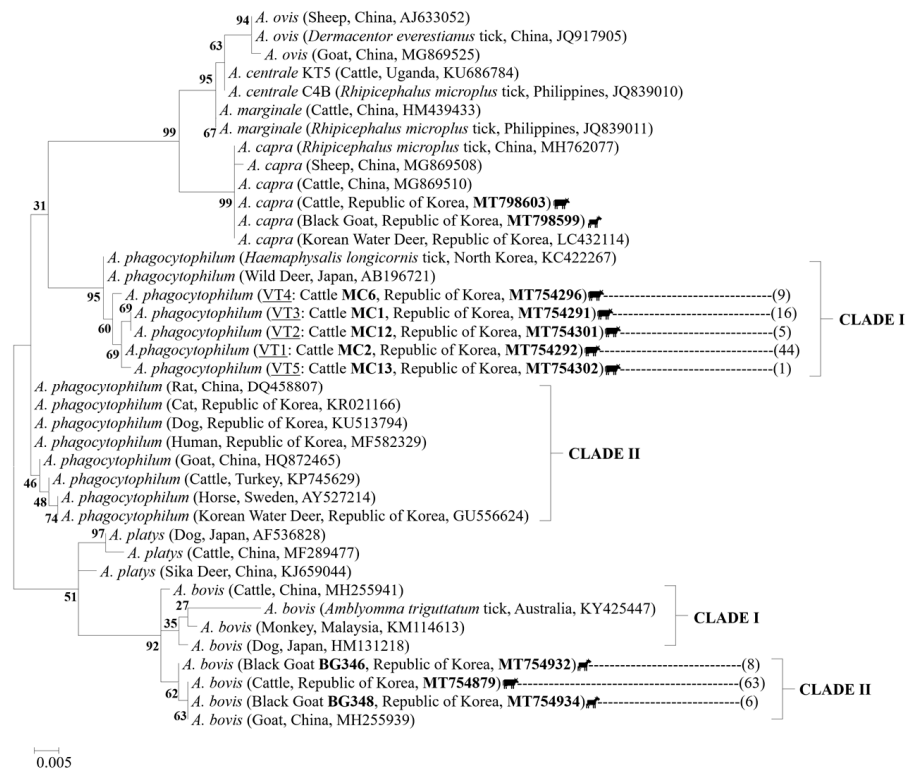 94 A. ovis (Sheep, China, AJ633052)
A. ovis (Dermacentor everestianus tick, China, JQ917905)
63
A. ovis (Goat, China, MG869525)
95 A. centrale KT5 (Cattle, Uganda, KU686784)
A. centrale C4B (Rhipicephalus microplus tick, Philippines, JQ839010)
A. marginale (Cattle, China, HM439433)
99 67 A. marginale (Rhipicephalus microplus tick, Philippines, JQ839011)
A. capra (Rhipicephalus microplus tick, China, MH762077)
A. capra (Sheep, China, MG869508)
A. capra (Cattle, China, MG869510)
99 A. capra (Cattle, Republic of Korea, MT798603)
31 A. capra (Black Goat, Republic of Korea, MT798599)
A. capra (Korean Water Deer, Republic of Korea, LC432114)
A. phagocytophilum (Haemaphysalis longicornis tick, North Korea, KC422267)
A. phagocytophilum (Wild Deer, Japan, AB196721)
95 A. phagocytophilum (VT4: Cattle MC6, Republic of Korea, MT754296) (9)
69 A. phagocytophilum (VT3: Cattle MC1, Republic of Korea, MT754291) (16)
CLADE I
60 A. phagocytophilum (VT2: Cattle MC12, Republic of Korea, MT754301) (5)
69 A.phagocytophilum (VT1: Cattle MC2, Republic of Korea, MT754292) (44)
A. phagocytophilum (VT5: Cattle MC13, Republic of Korea, MT754302) (1)
A. phagocytophilum (Rat, China, DQ458807)
A. phagocytophilum (Cat, Republic of Korea, KR021166)
A. phagocytophilum (Dog, Republic of Korea, KU513794)
A. phagocytophilum (Human, Republic of Korea, MF582329)
CLADE II
A. phagocytophilum (Goat, China, HQ872465)
46 A. phagocytophilum (Cattle, Turkey, KP745629)
48 A. phagocytophilum (Horse, Sweden, AY527214)
74 A. phagocytophilum (Korean Water Deer, Republic of Korea, GU556624)
97 A. platys (Dog, Japan, AF536828)
A. platys (Cattle, China, MF289477)
A. platys (Sika Deer, China, KJ659044)
51
A. bovis (Cattle, China, MH255941)
27 A. bovis (Amblyomma triguttatum tick, Australia, KY425447)
CLADE I
35 A. bovis (Monkey, Malaysia, KM114613)
92 A. bovis (Dog, Japan, HM131218)
A. bovis (Black Goat BG346, Republic of Korea, MT754932) (8)
62 A. bovis (Cattle, Republic of Korea, MT754879) (63)
CLADE II
A. bovis (Black Goat BG348, Republic of Korea, MT754934) (6)
63 A. bovis (Goat, China, MH255939)
0.005